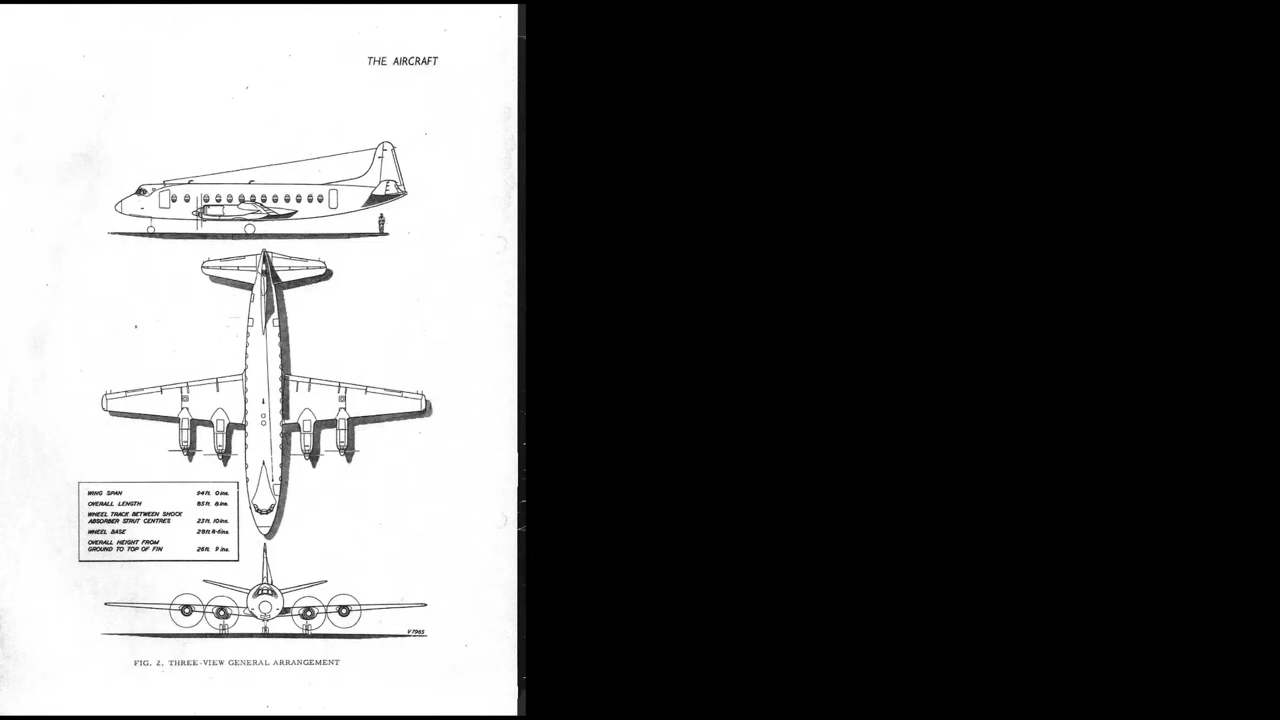 THE AIRCRAFT
WING SPAN 94 ft. 0 ins.
OVERALL LENGTH 85 ft. 8 ins.
WHEEL TRACK BETWEEN SHOCK
ABSORBER STRUT CENTRES 23 ft. 10 ins.
WHEEL BASE 28 ft 8·6 ins.
OVERALL HEIGHT FROM
GROUND TO TOP OF FIN 26 ft. 9 ins.
V 7965
FIG. 2. THREE-VIEW GENERAL ARRANGEMENT